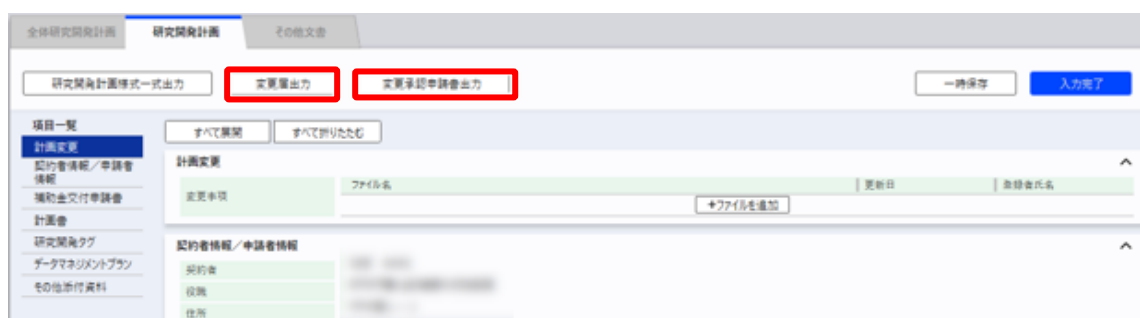 全体研究開発計画
研究開発計画
その他文書
研究開発計画様式一式出力
変更届出力
変更承認申請書出力
一時保存
入力完了
項目一覧
計画変更
契約者情報／申請者
情報
補助金交付申請書
計画書
研究開発タグ
データマネジメントプラン
その他添付資料
すべて展開
すべて折りたたむ
計画変更
変更事項
ファイル名
更新日
登録者氏名
+ファイルを追加
契約者情報／申請者情報
契約者
役職
住所